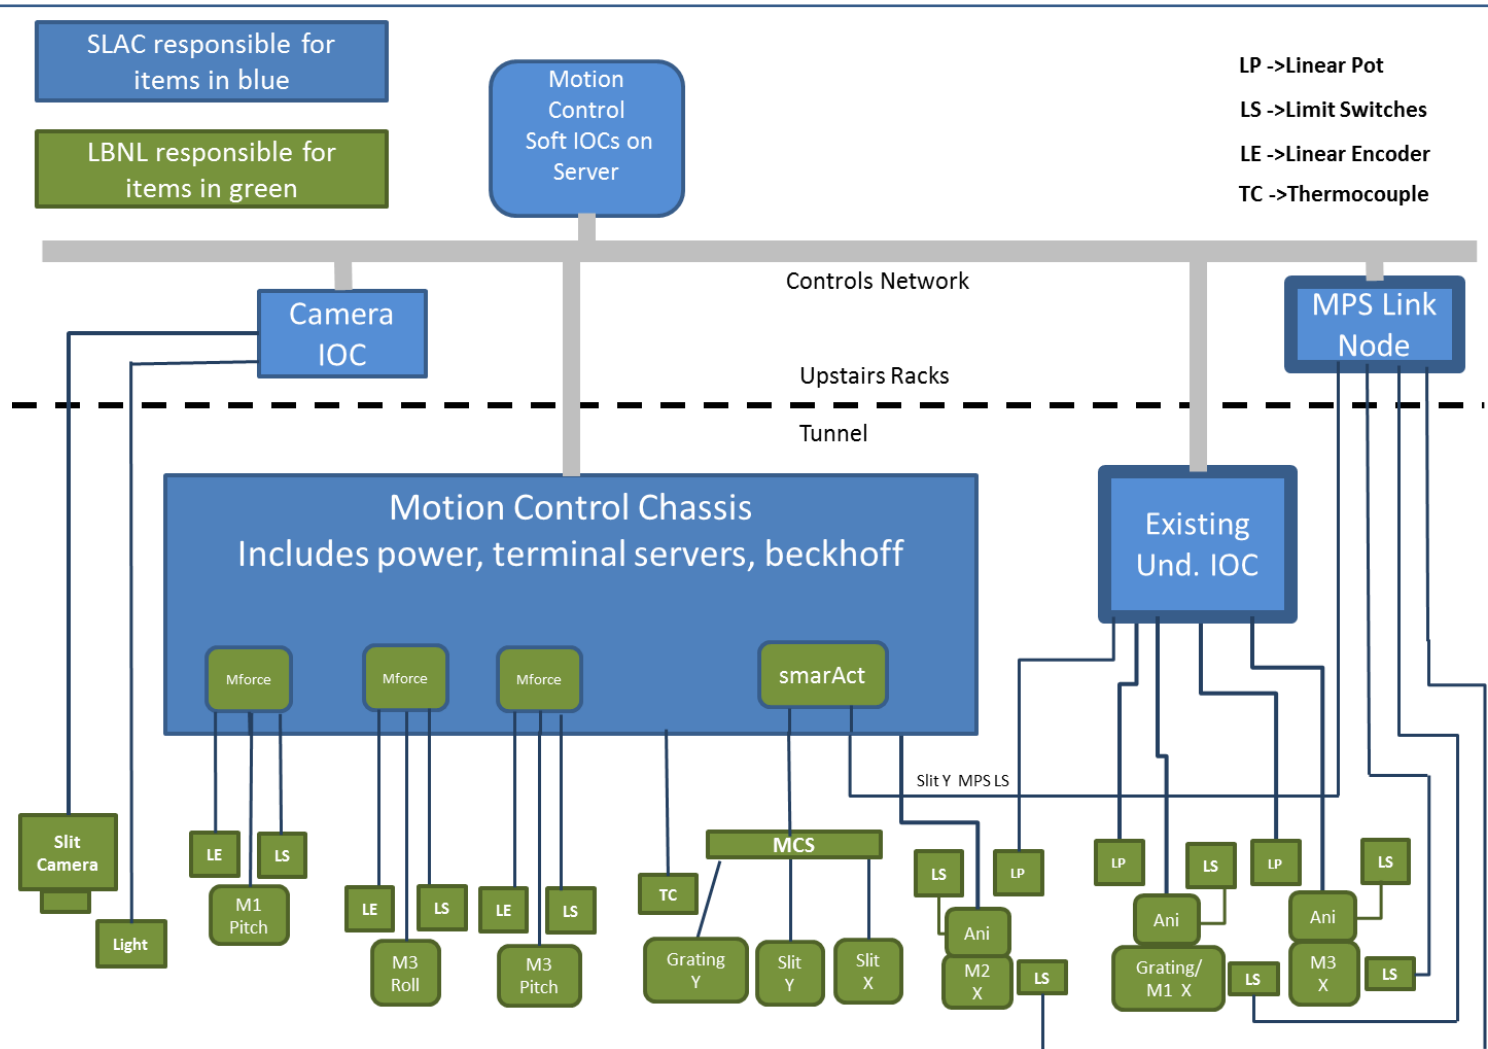 SLAC responsible for
items in blue
LBNL responsible for
items in green
Motion
Control
Soft IOCs on
Server
LP ->Linear Pot
LS ->Limit Switches
LE ->Linear Encoder
TC ->Thermocouple
Controls Network
Camera
IOC
MPS Link
Node
Upstairs Racks
Tunnel
Motion Control Chassis
Includes power, terminal servers, beckhoff
Existing
Und. IOC
Mforce
Mforce
Mforce
smarAct
Slit Y MPS LS
Slit
Camera
Light
LE
LS
M1
Pitch
LE
LS
M3
Roll
LE
LS
M3
Pitch
TC
MCS
Grating
Y
Slit
Y
Slit
X
LS
LP
Ani
M2
X
LS
LP
LS
Ani
Grating/
M1 X
LS
LP
LS
Ani
M3
X
LS